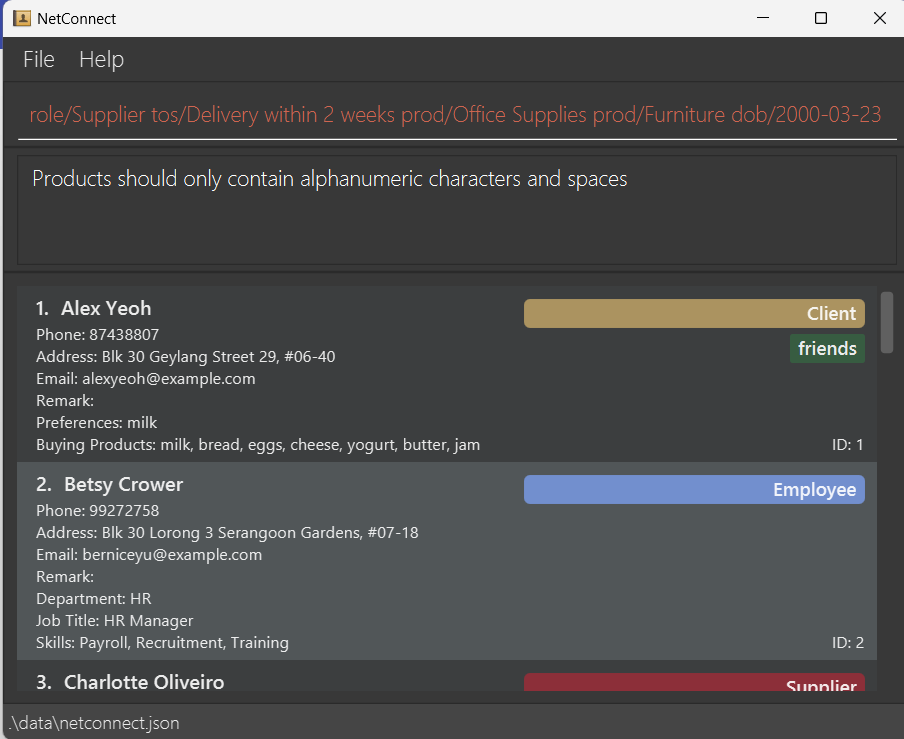 NetConnect
File Help
role/Supplier tos/Delivery within 2 weeks prod/Office Supplies prod/Furniture dob/2000-03-23
Products should only contain alphanumeric characters and spaces
1. Alex Yeoh
Client
Phone: 87438807
friends
Address: Blk 30 Geylang Street 29, #06-40
Email: alexyeoh@example.com
Remark:
Preferences: milk
Buying Products: milk, bread, eggs, cheese, yogurt, butter, jam
ID: 1
2. Betsy Crower
Employee
Phone: 99272758
Address: Blk 30 Lorong 3 Serangoon Gardens, #07-18
Email: berniceyu@example.com
Remark:
Department: HR
Job Title: HR Manager
Skills: Payroll, Recruitment, Training
ID: 2
3. Charlotte Oliveiro
Supplier
.\data\netconnect.json